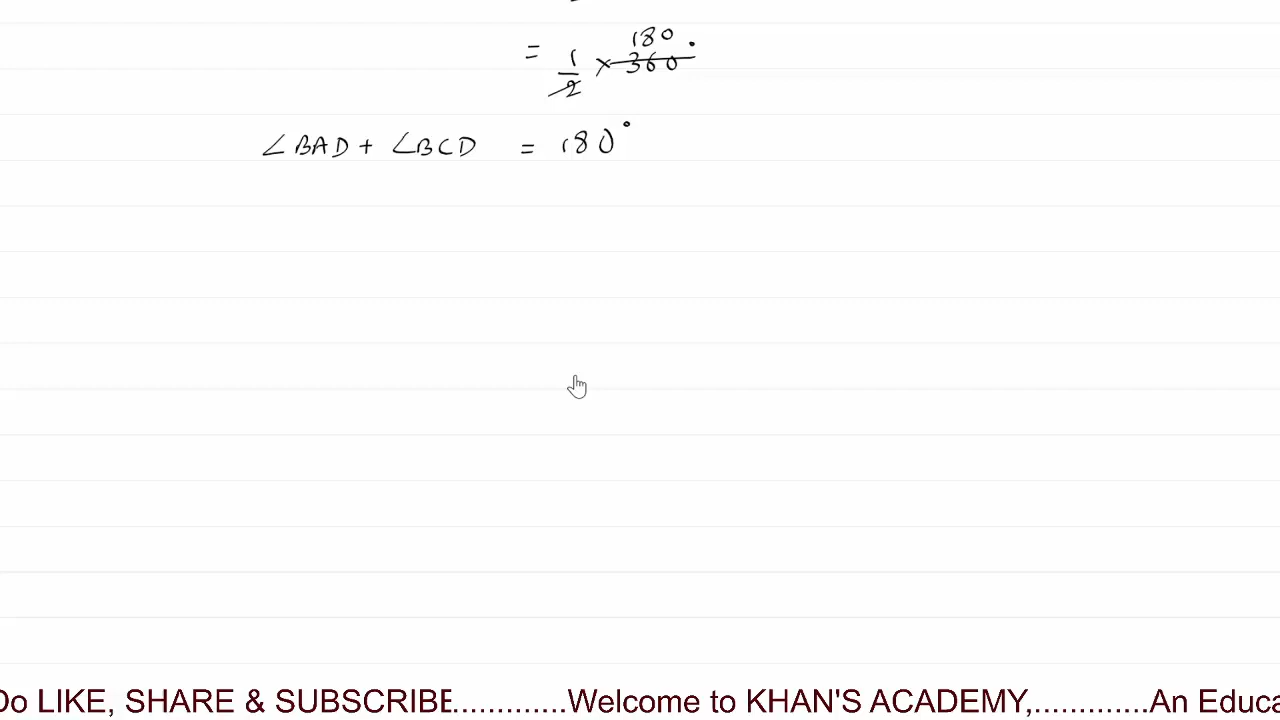 = 1/2 × 360 180°
∠BAD + ∠BCD = 180°
Do LIKE, SHARE & SUBSCRIBE.............Welcome to KHAN'S ACADEMY,.............An Educa